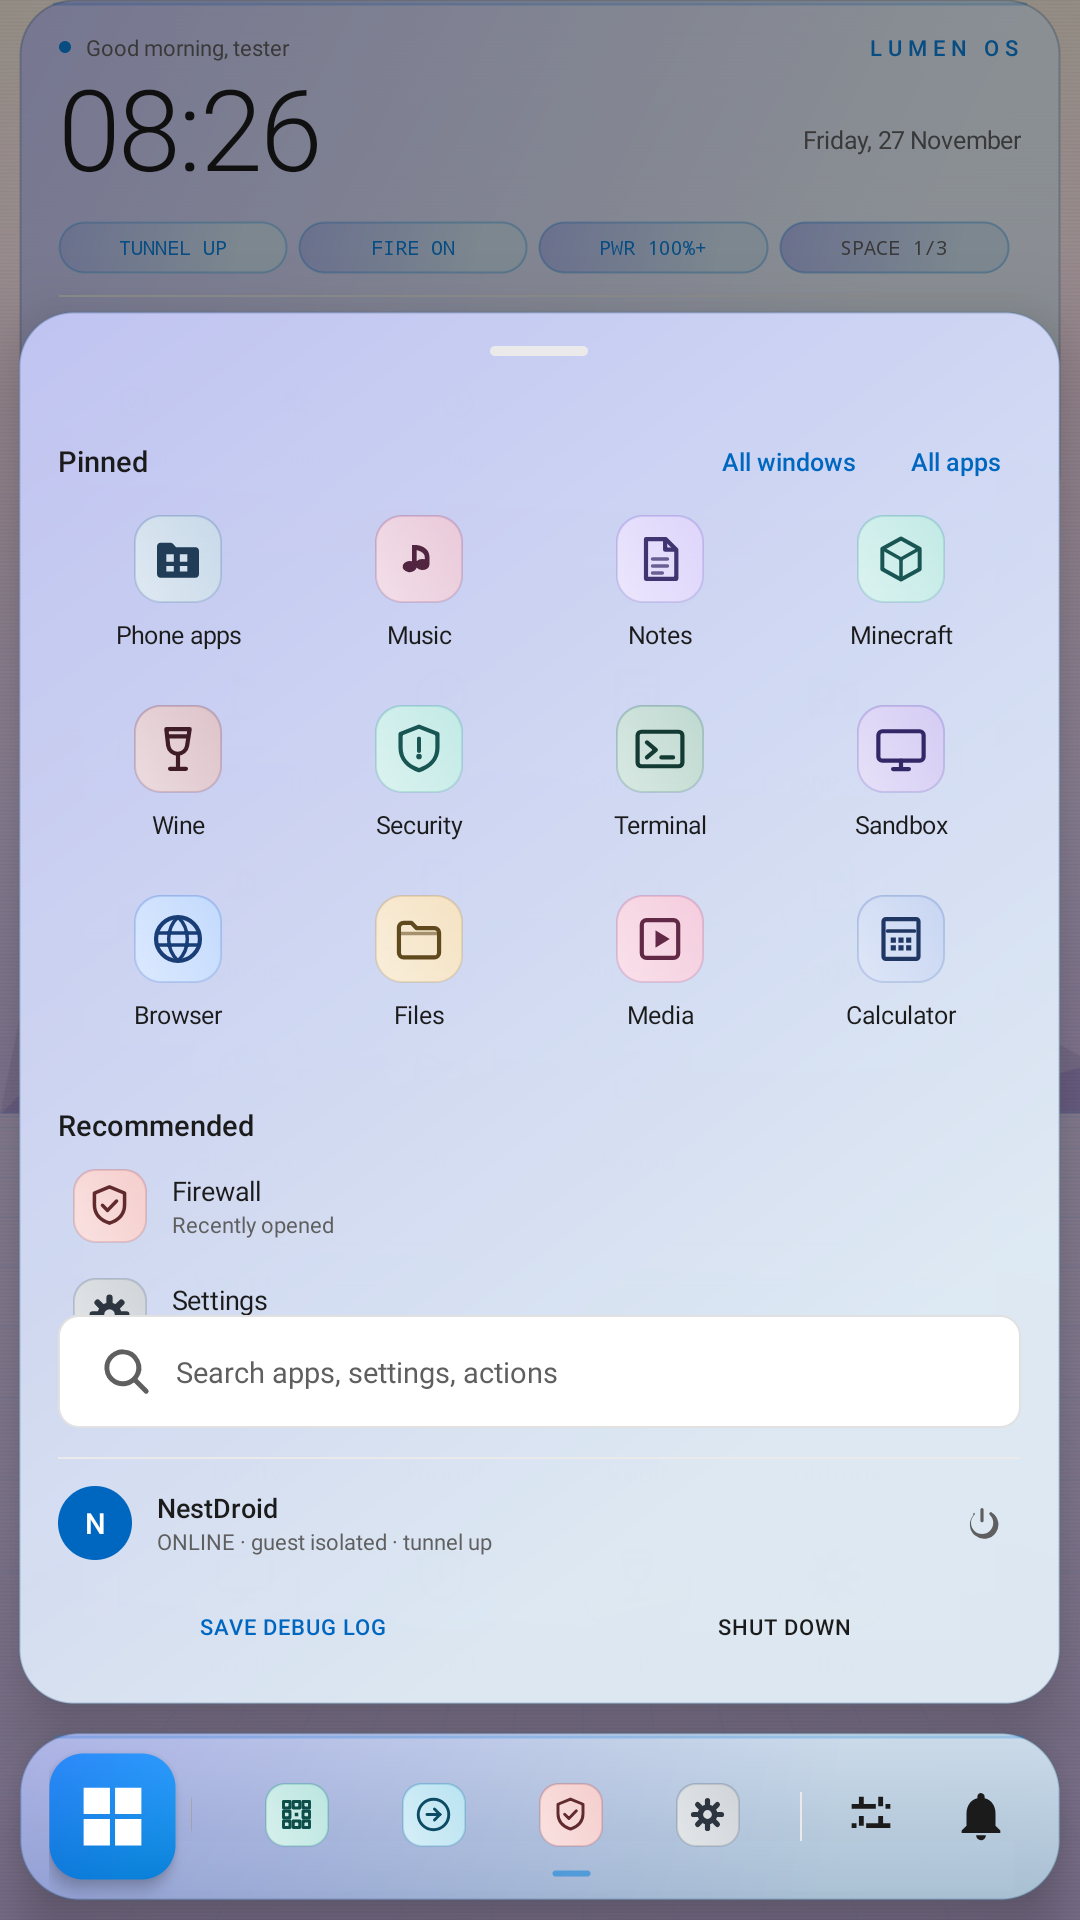 Good morning, tester
LUMEN OS
08:26
Friday, 27 November
TUNNEL UP
FIRE ON
PWR 100%+
SPACE 1/3
Pinned
All windows
All apps
Phone apps
Music
Notes
Minecraft
Wine
Security
Terminal
Sandbox
Browser
Files
Media
Calculator
Recommended
Firewall
Recently opened
Settings
Search apps, settings, actions
N
NestDroid
ONLINE · guest isolated · tunnel up
SAVE DEBUG LOG
SHUT DOWN